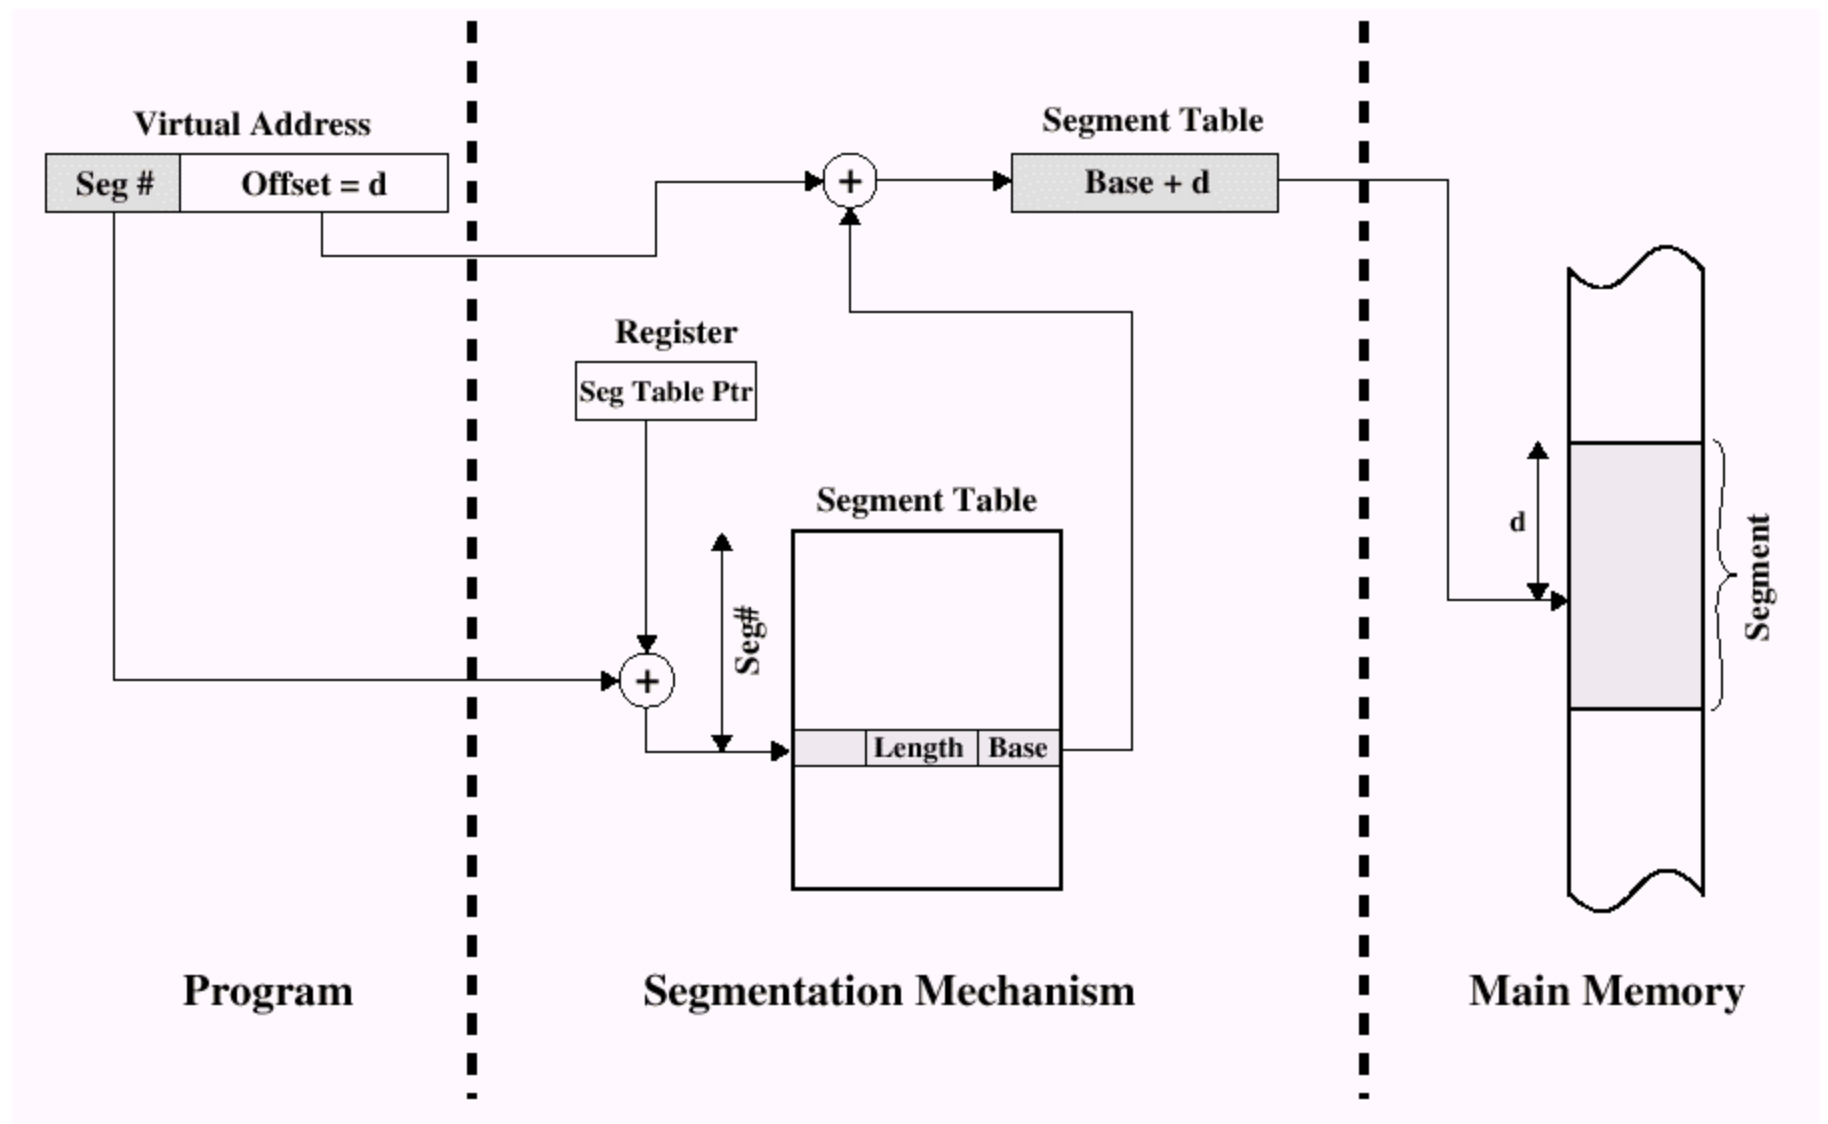 Virtual Address
Seg #
Offset = d
+
Segment Table
Base + d
Register
Seg Table Ptr
Segment Table
Seg#
+
Length
Base
d
Segment
Program
Segmentation Mechanism
Main Memory